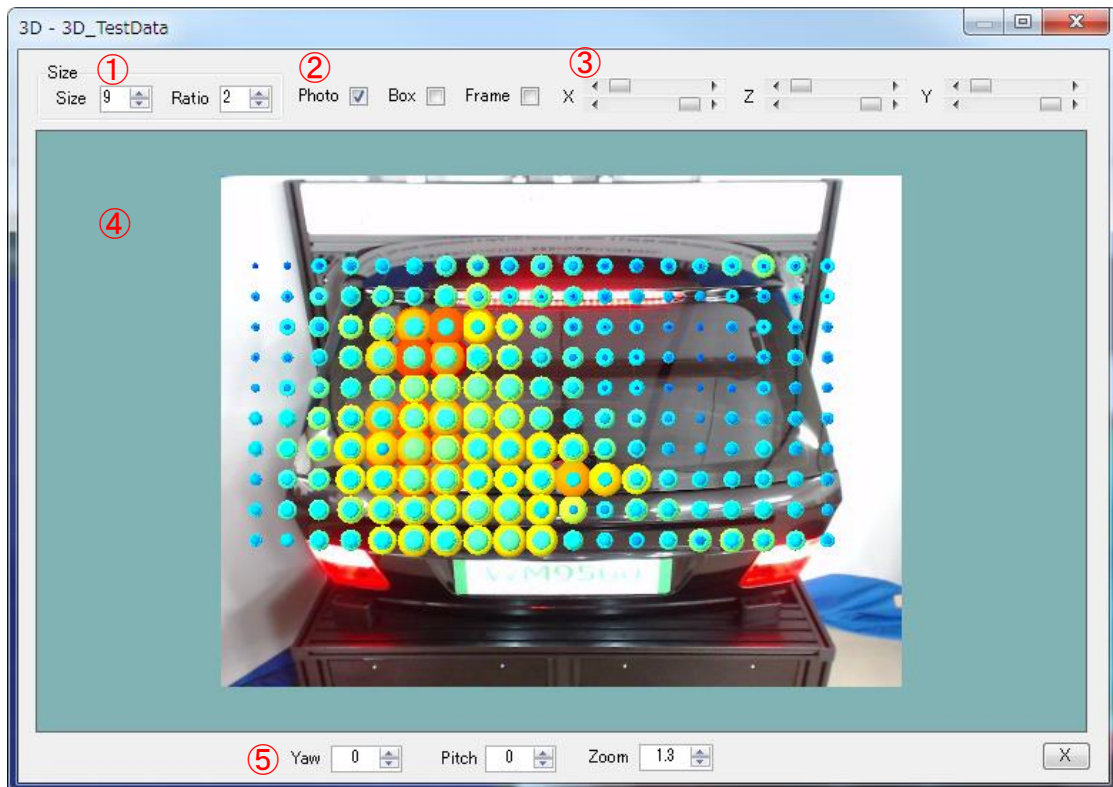 3D - 3D_TestData
Size ① ② ③
Size 9 Ratio 2 Photo Box Frame X Z Y
④
⑤ Yaw 0 Pitch 0 Zoom 1.3 X